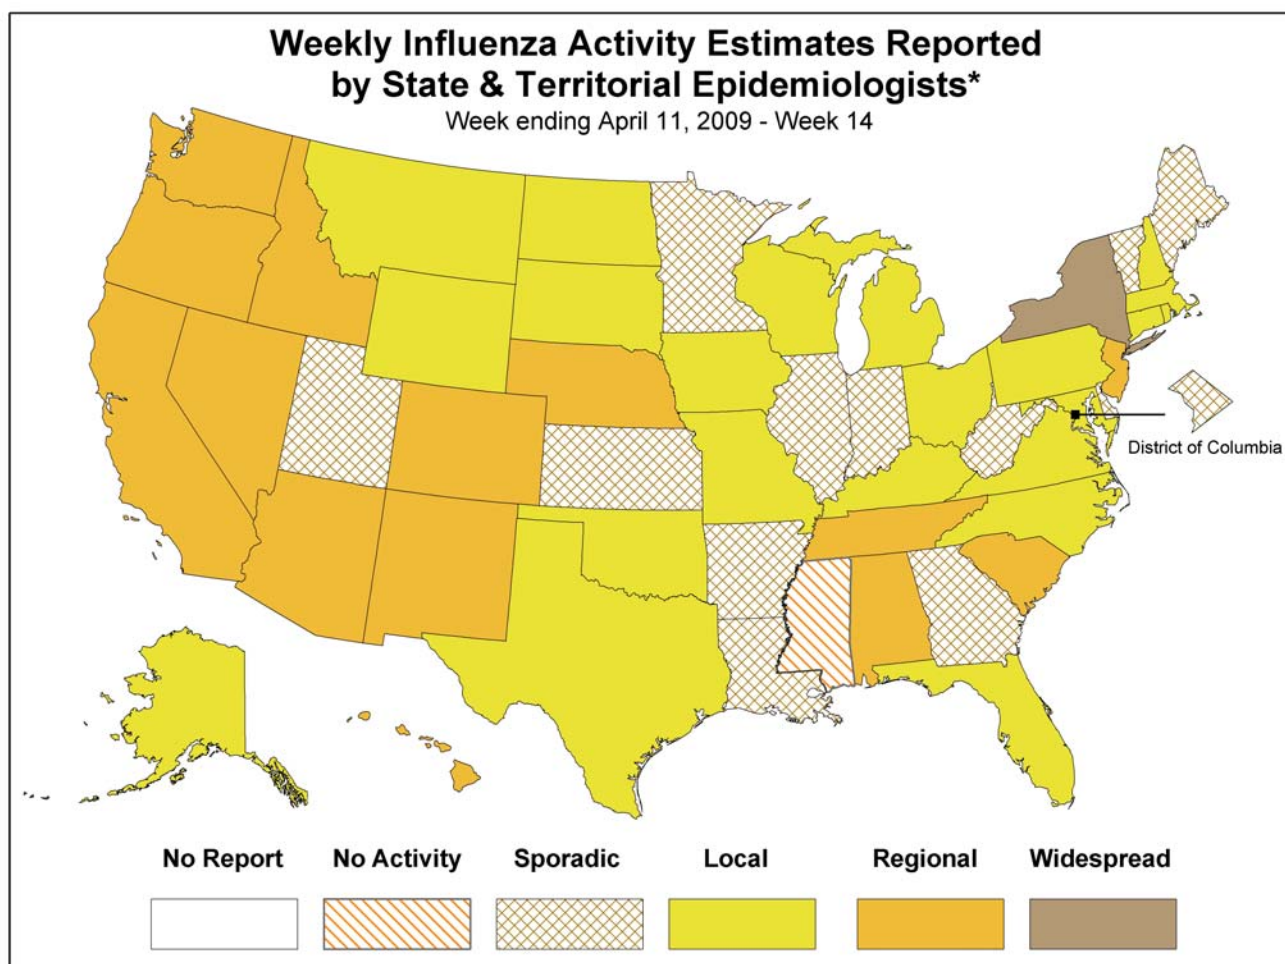 Weekly Influenza Activity Estimates Reported
by State & Territorial Epidemiologists*
Week ending April 11, 2009 - Week 14
District of Columbia
No Report No Activity Sporadic Local Regional Widespread